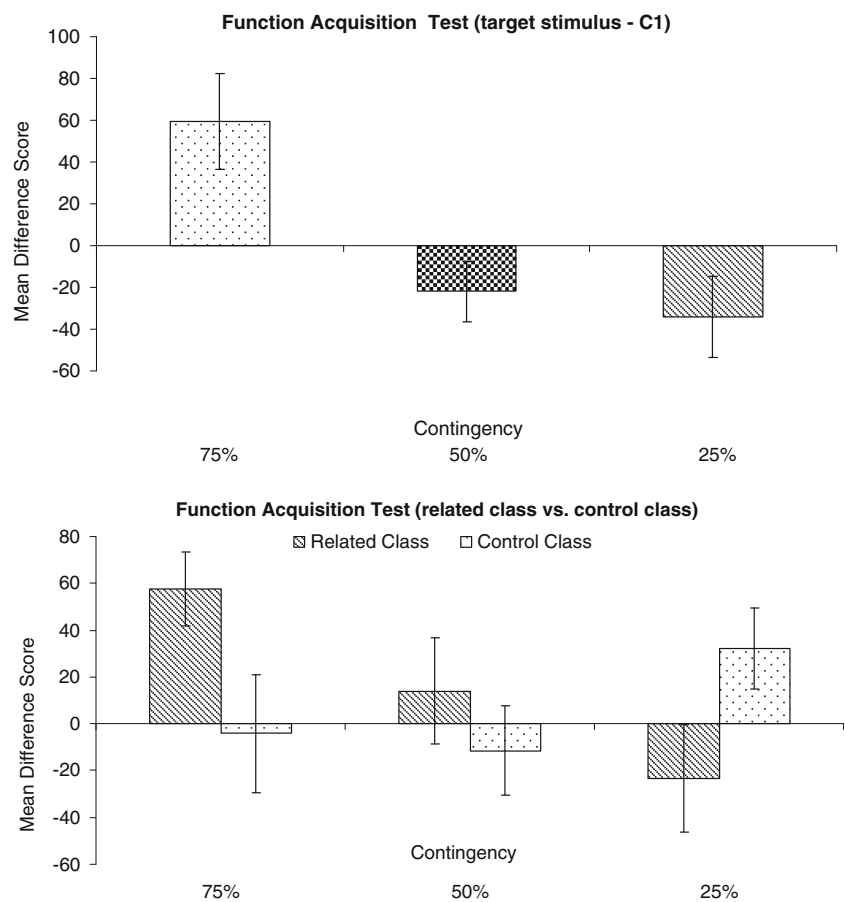 Function Acquisition Test (target stimulus - C1)
100
80
60
40
20
0
-20
-40
-60
Mean Difference Score
Contingency
75% 50% 25%
Function Acquisition Test (related class vs. control class)
Related Class Control Class
80
60
40
20
0
-20
-40
-60
Mean Difference Score
Contingency
75% 50% 25%